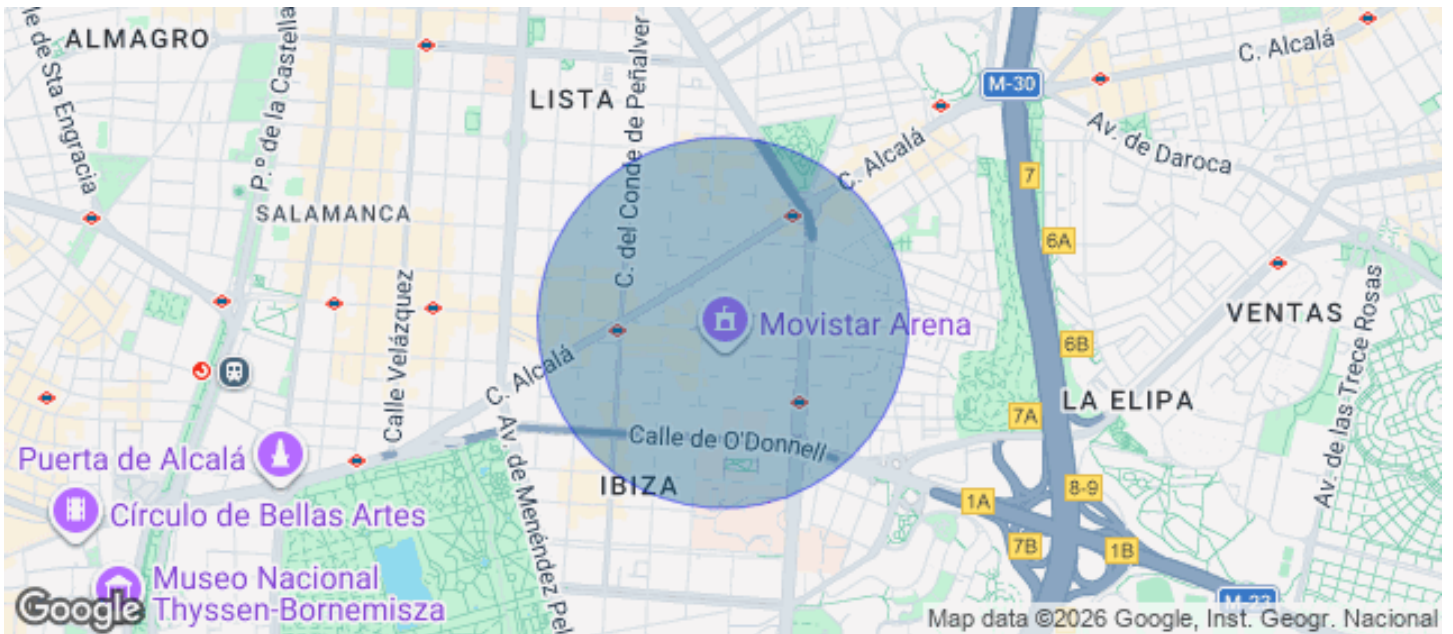 ALMAGRO
le de Sta Engracia
P.º de la Castella
LISTA
C. del Conde de Peñalver
M-30
C. Alcalá
Av. de Daroca
C. Alcalá
7
SALAMANCA
6A
Calle Velázquez
Movistar Arena
VENTAS
6B
Av. de las Trece Rosas
C. Alcalá
LA ELIPA
7A
Puerta de Alcalá
Av. de Menéndez Pel
Calle de O'Donnell
IBIZA
8-9
1A
Círculo de Bellas Artes
7B
1B
Museo Nacional
Thyssen-Bornemisza
M-23
Google
Map data ©2026 Google, Inst. Geogr. Nacional